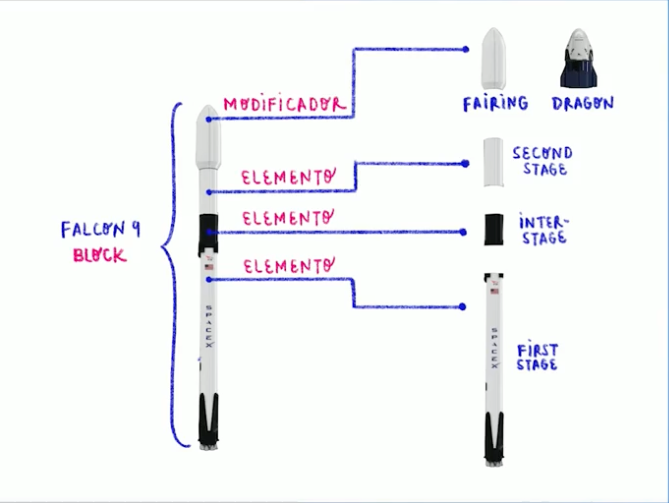 MODIFICADOR
FAIRING
DRAGON
ELEMENTO
SECOND
STAGE
FALCON 9
BLOCK
ELEMENTO
INTER-
STAGE
ELEMENTO
SPACEX
SPACEX
FIRST
STAGE